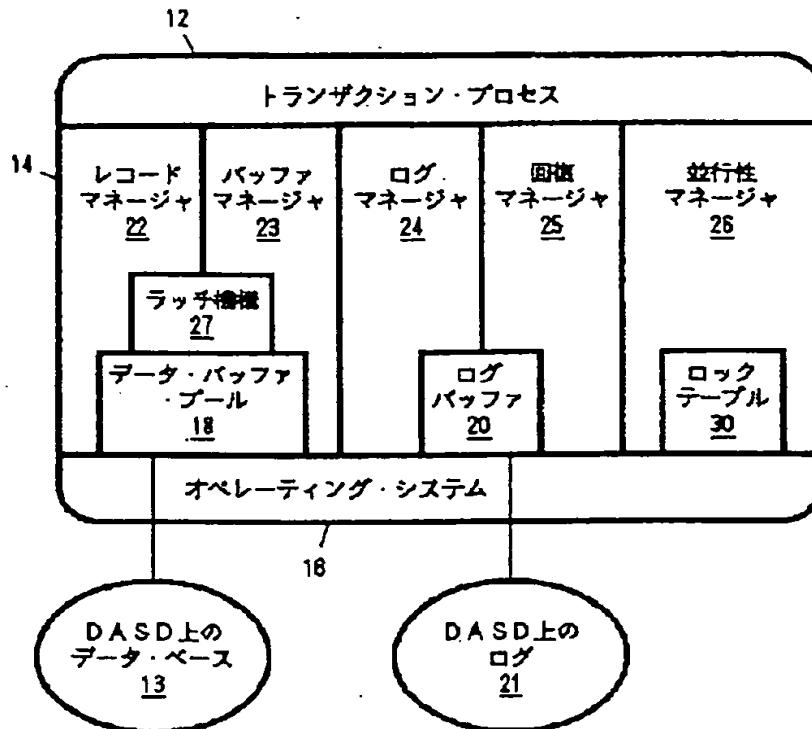 12
トランザクション・プロセス
14
レコード
マネージャ
22
バッファ
マネージャ
23
ログ
マネージャ
24
回復
マネージャ
25
並行性
マネージャ
26
ラッチ機構
27
データ・バッファ
・プール
18
ログ
バッファ
20
ロック
テーブル
30
オペレーティング・システム
16
DASD上の
データ・ベース
13
DASD上の
ログ
21